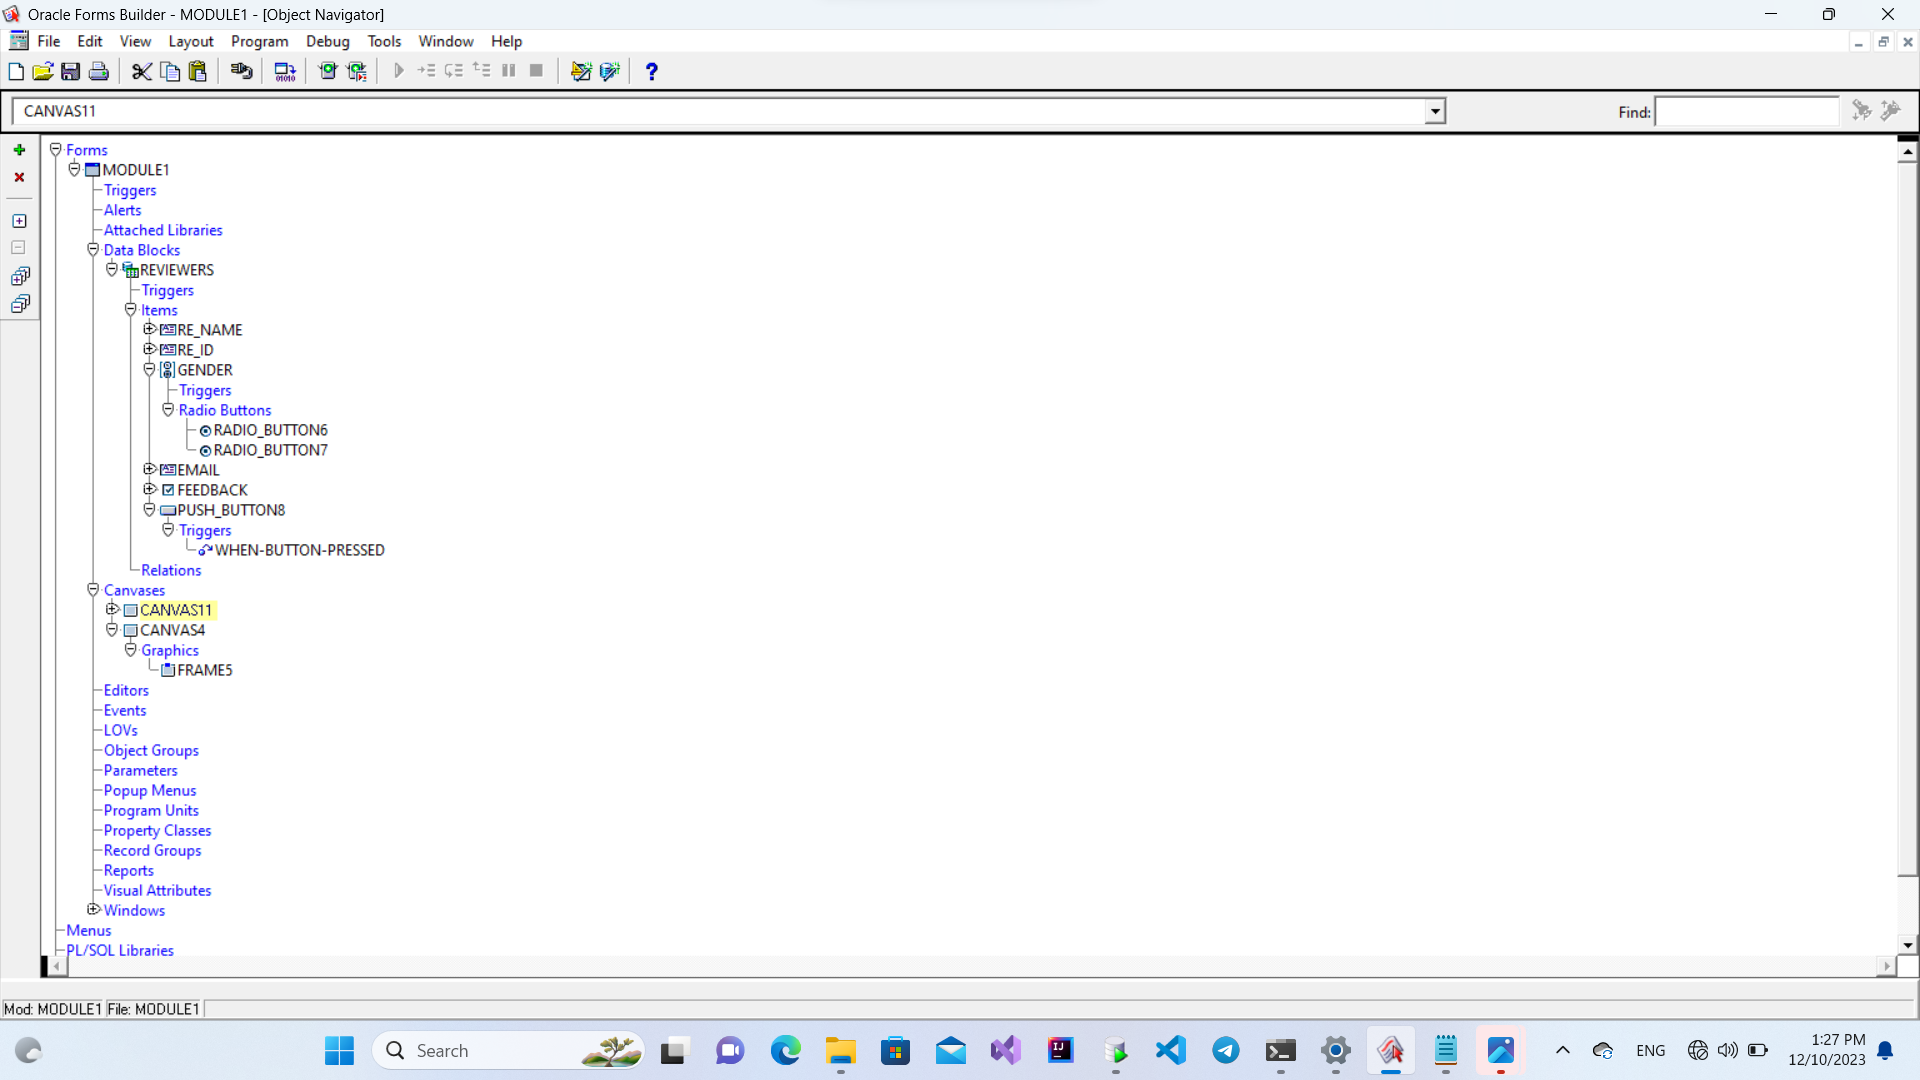 Oracle Forms Builder - MODULE1 - [Object Navigator]
File Edit View Layout Program Debug Tools Window Help
CANVAS11 Find:
Forms
MODULE1
Triggers
Alerts
Attached Libraries
Data Blocks
REVIEWERS
Triggers
Items
RE_NAME
RE_ID
GENDER
Triggers
Radio Buttons
RADIO_BUTTON6
RADIO_BUTTON7
EMAIL
FEEDBACK
PUSH_BUTTON8
Triggers
WHEN-BUTTON-PRESSED
Relations
Canvases
CANVAS11
CANVAS4
Graphics
FRAME5
Editors
Events
LOVs
Object Groups
Parameters
Popup Menus
Program Units
Property Classes
Record Groups
Reports
Visual Attributes
Windows
Menus
PL/SQL Libraries
Mod: MODULE1 File: MODULE1
Search ENG 1:27 PM
12/10/2023